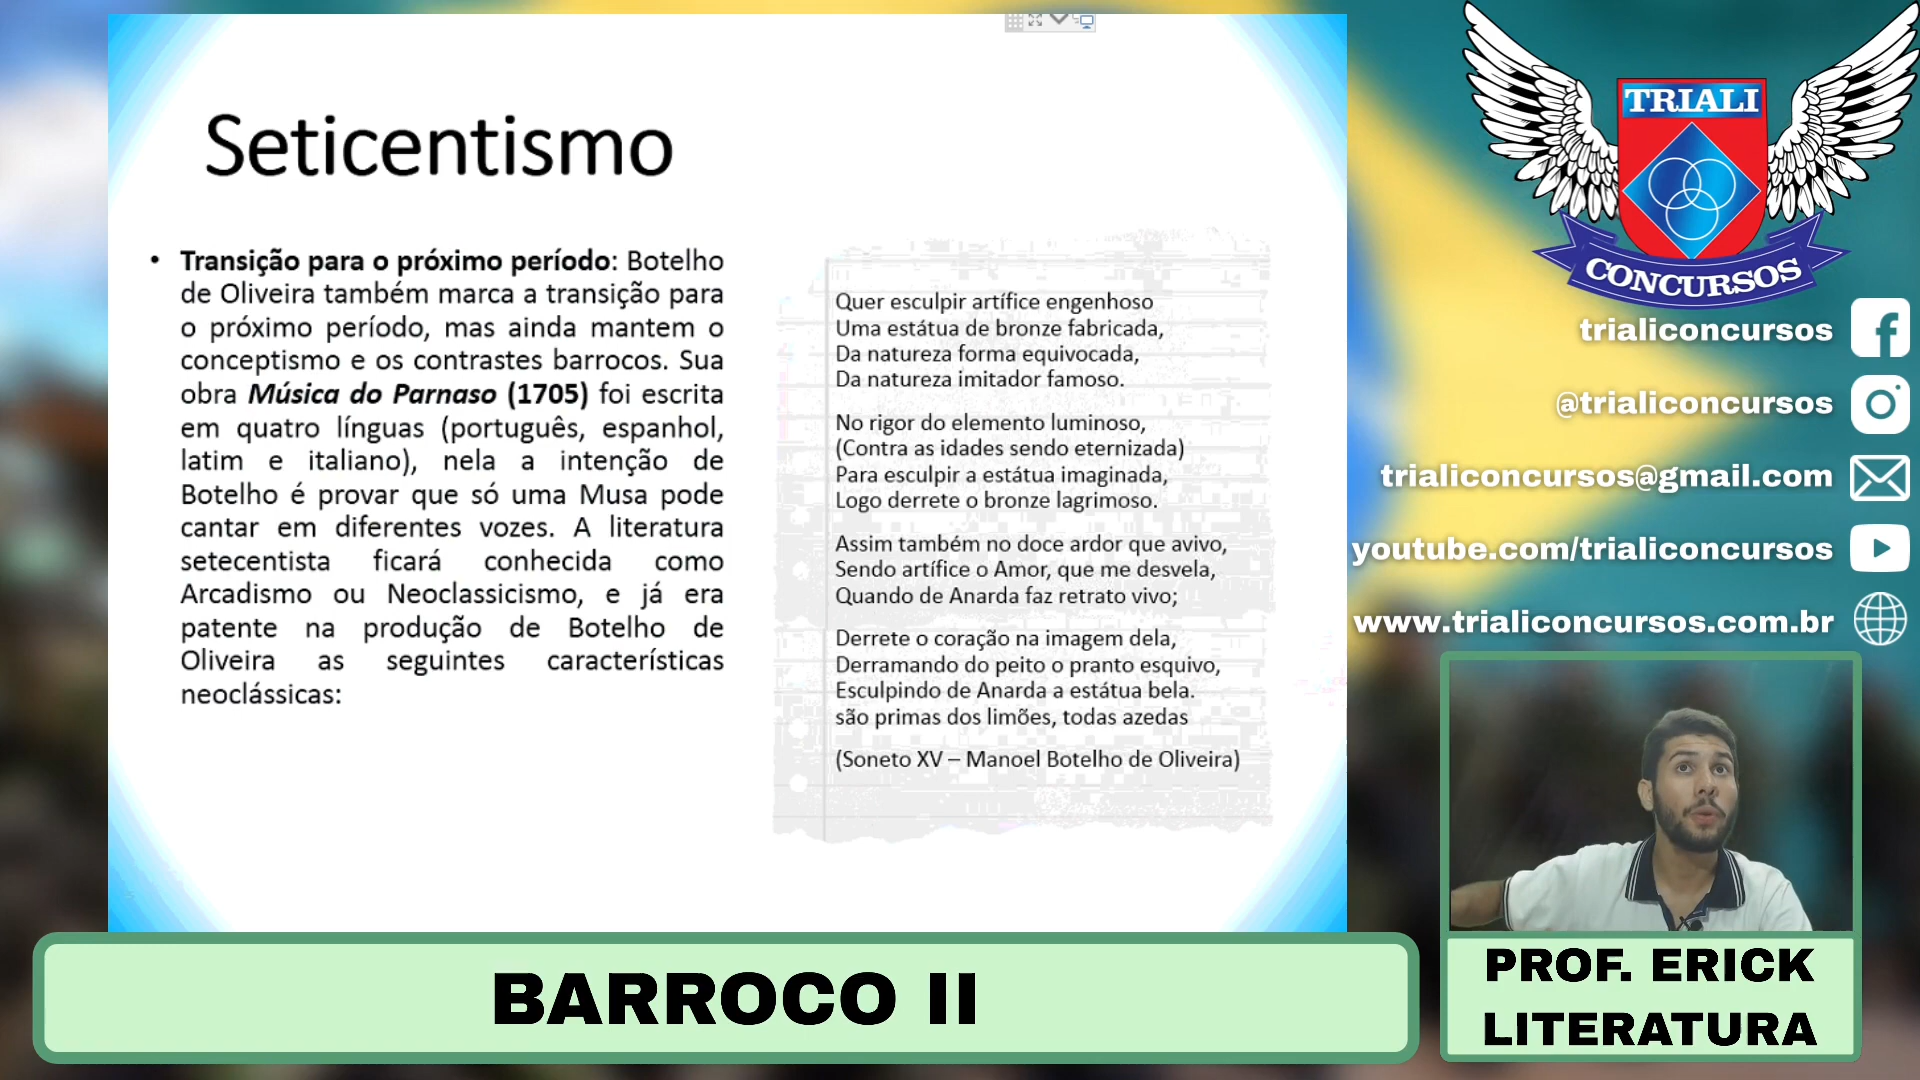 Seticentismo
• Transição para o próximo período: Botelho
de Oliveira também marca a transição para
o próximo período, mas ainda mantem o
conceptismo e os contrastes barrocos. Sua
obra Música do Parnaso (1705) foi escrita
em quatro línguas (português, espanhol,
latim e italiano), nela a intenção de
Botelho é provar que só uma Musa pode
cantar em diferentes vozes. A literatura
setecentista ficará conhecida como
Arcadismo ou Neoclassicismo, e já era
patente na produção de Botelho de
Oliveira as seguintes características
neoclássicas:
Quer esculpir artífice engenhoso
Uma estátua de bronze fabricada,
Da natureza forma equivocada,
Da natureza imitador famoso.
No rigor do elemento luminoso,
(Contra as idades sendo eternizada)
Para esculpir a estátua imaginada,
Logo derrete o bronze lagrimoso.
Assim também no doce ardor que avivo,
Sendo artífice o Amor, que me desvela,
Quando de Anarda faz retrato vivo;
Derrete o coração na imagem dela,
Derramando do peito o pranto esquivo,
Esculpindo de Anarda a estátua bela.
são primas dos limões, todas azedas
(Soneto XV – Manoel Botelho de Oliveira)
TRIALI
CONCURSOS
trialiconcursos
@trialiconcursos
trialiconcursos@gmail.com
youtube.com/trialiconcursos
www.trialiconcursos.com.br
BARROCO II
PROF. ERICK
LITERATURA